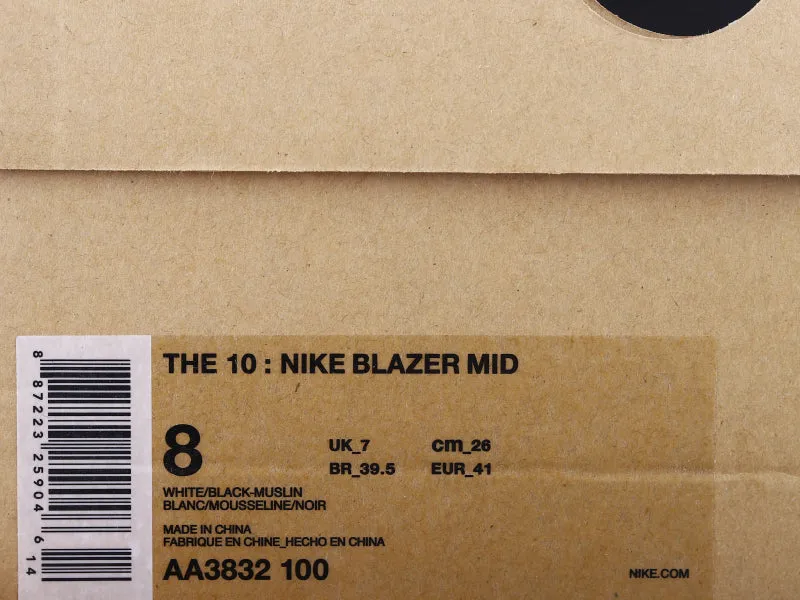 THE 10 : NIKE BLAZER MID
8
UK_7 cm_26
BR_39.5 EUR_41
WHITE/BLACK-MUSLIN
BLANC/MOUSSELINE/NOIR
MADE IN CHINA
FABRIQUE EN CHINE_HECHO EN CHINA
AA3832 100
NIKE.COM
8 87223 25904 6 14